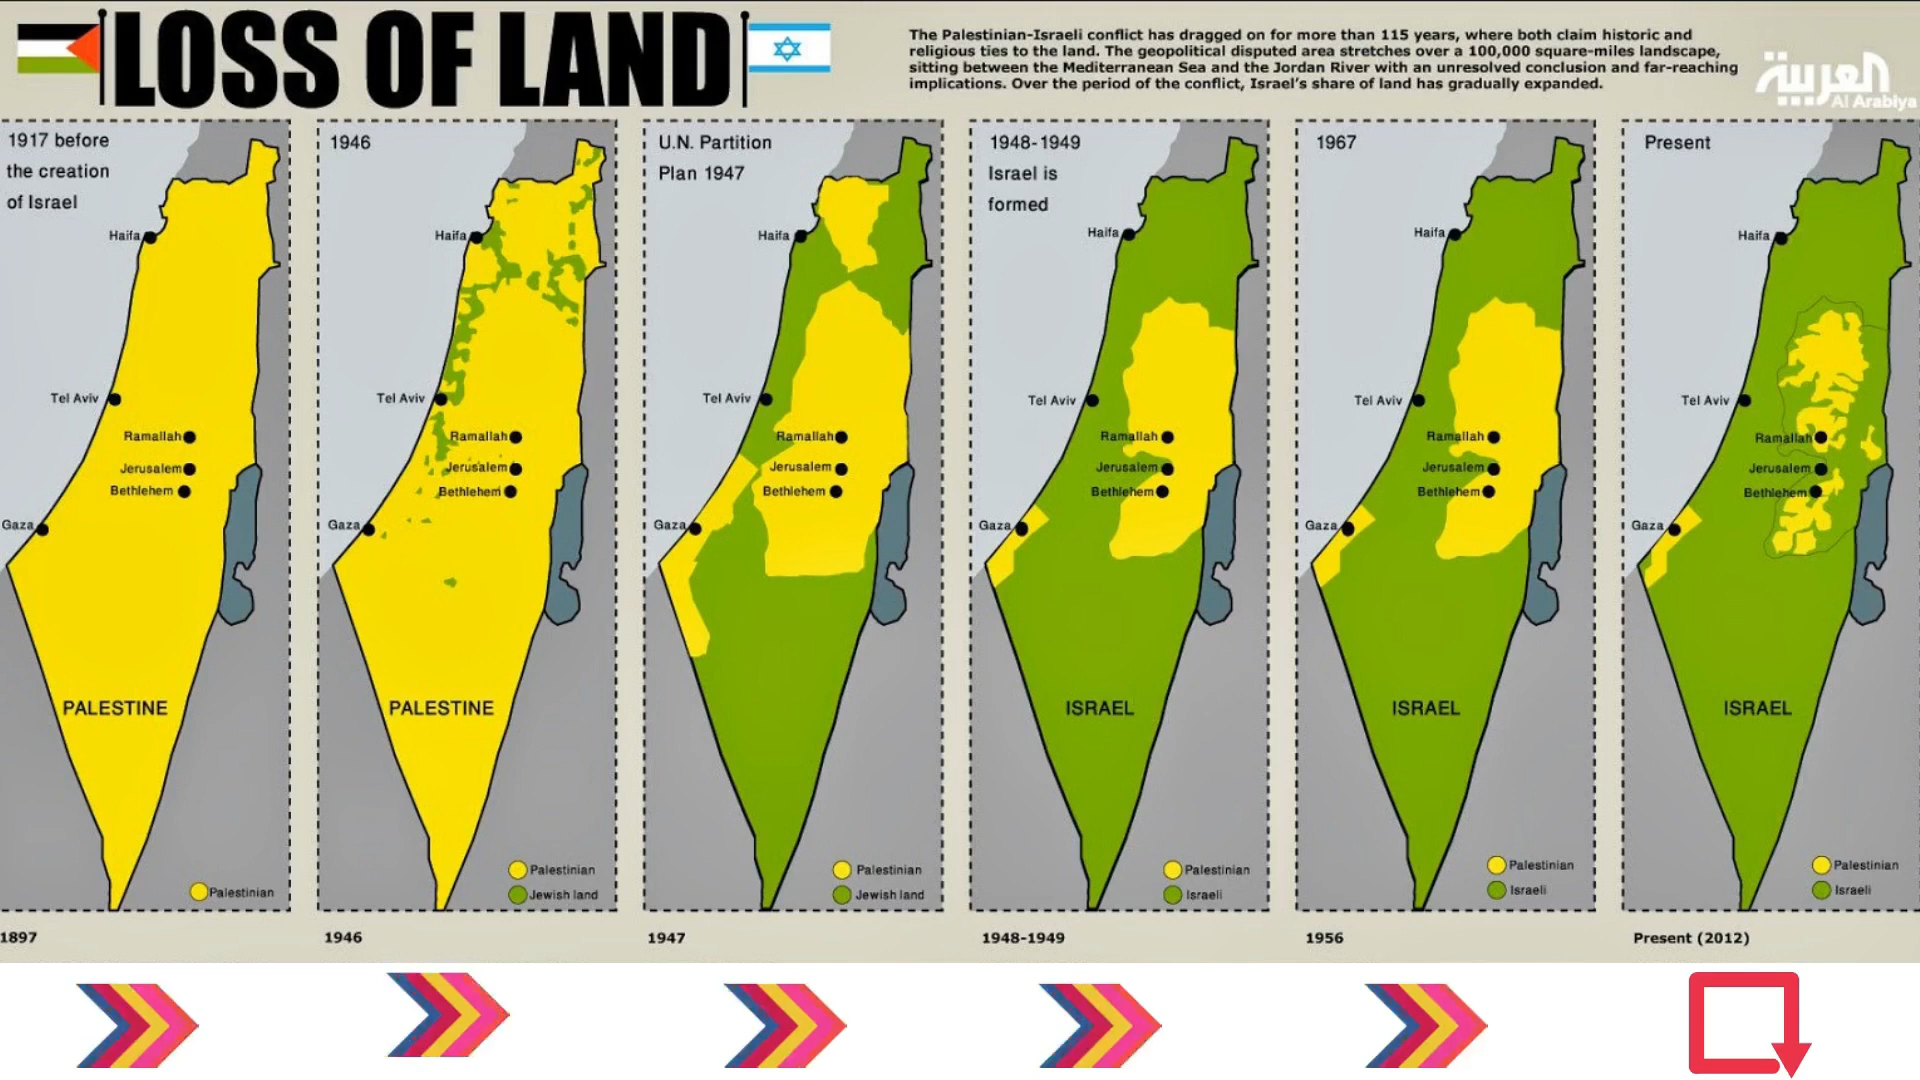 LOSS OF LAND
The Palestinian-Israeli conflict has dragged on for more than 115 years, where both claim historic and
religious ties to the land. The geopolitical disputed area stretches over a 100,000 square-miles landscape,
sitting between the Mediterranean Sea and the Jordan River with an unresolved conclusion and far-reaching
implications. Over the period of the conflict, Israel's share of land has gradually expanded.
العربية
Al Arabiya
1917 before
the creation
of Israel
Haifa
Tel Aviv
Ramallah
Jerusalem
Bethlehem
Gaza
PALESTINE
Palestinian
1897
1946
Haifa
Tel Aviv
Ramallah
Jerusalem
Bethlehem
Gaza
PALESTINE
Palestinian
Jewish land
1946
U.N. Partition
Plan 1947
Haifa
Tel Aviv
Ramallah
Jerusalem
Bethlehem
Gaza
Palestinian
Jewish land
1947
1948-1949
Israel is
formed
Haifa
Tel Aviv
Ramallah
Jerusalem
Bethlehem
Gaza
ISRAEL
Palestinian
Israeli
1948-1949
1967
Haifa
Tel Aviv
Ramallah
Jerusalem
Bethlehem
Gaza
ISRAEL
Palestinian
Israeli
1956
Present
Haifa
Tel Aviv
Ramallah
Jerusalem
Bethlehem
Gaza
ISRAEL
Palestinian
Israeli
Present (2012)